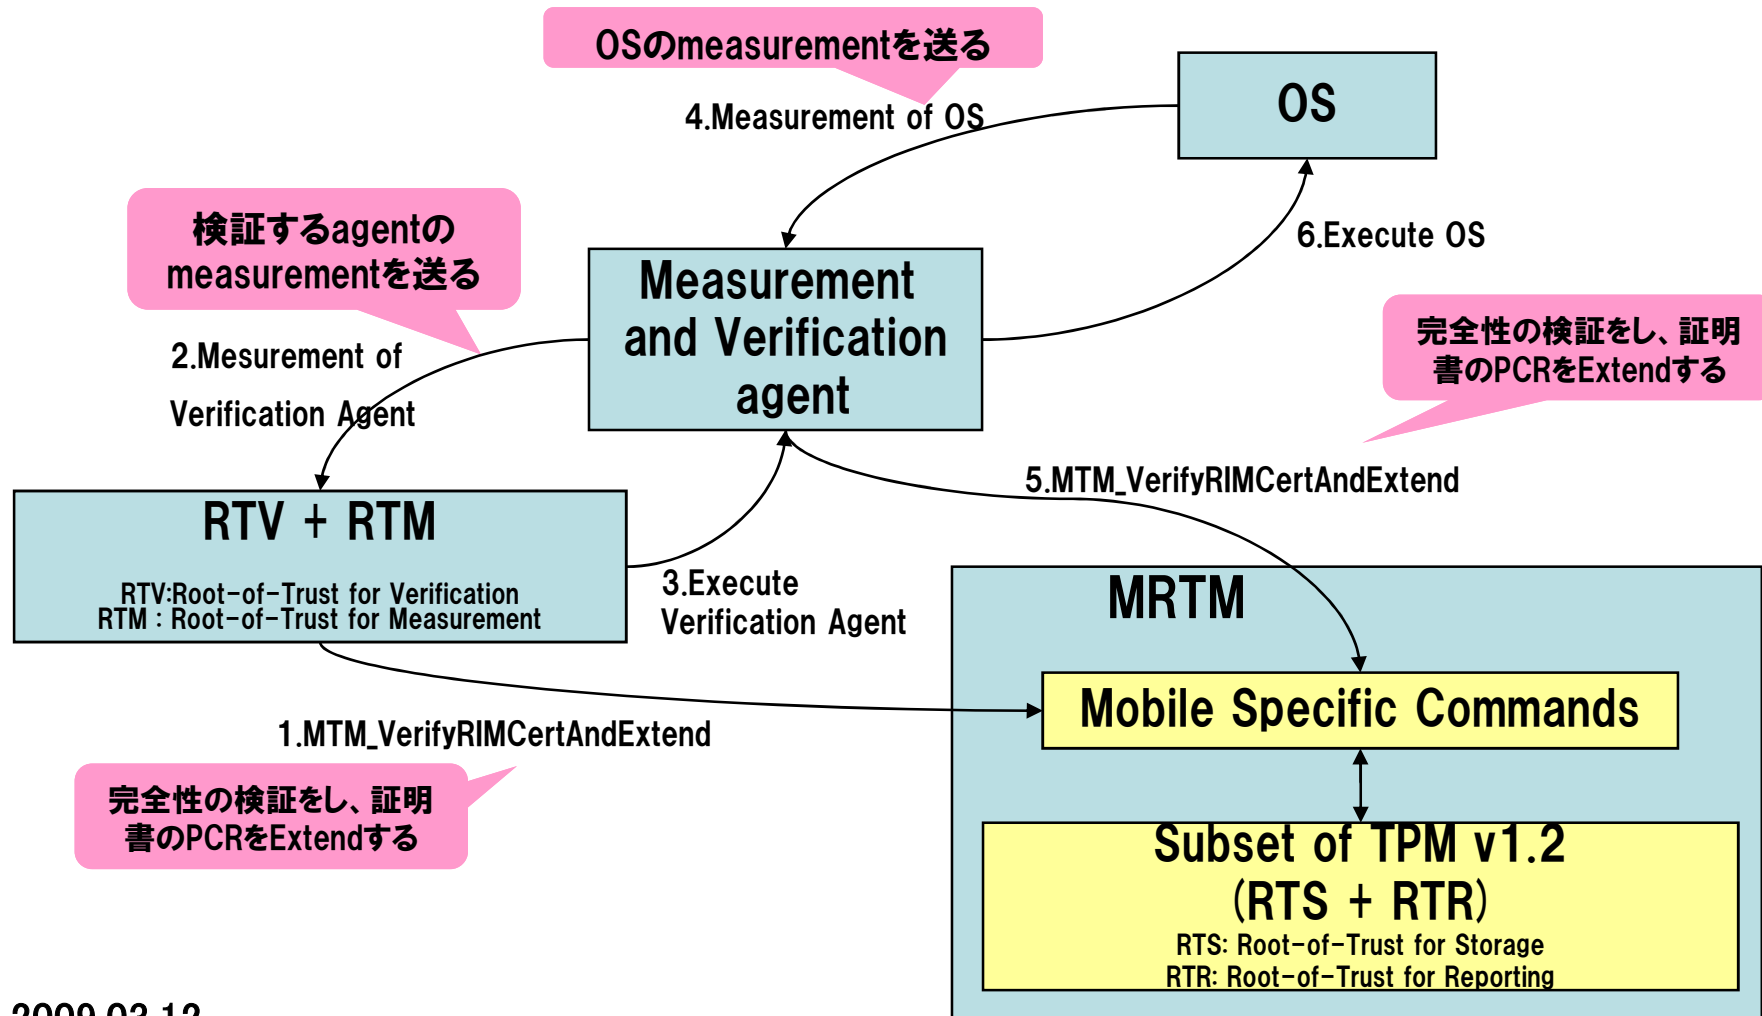 OSのmeasurementを送る
4.Measurement of OS
OS
検証するagentの
measurementを送る
6.Execute OS
Measurement
and Verification
agent
完全性の検証をし、証明
書のPCRをExtendする
2.Mesurement of
Verification Agent
5.MTM_VerifyRIMCertAndExtend
RTV + RTM
RTV:Root-of-Trust for Verification
RTM : Root-of-Trust for Measurement
3.Execute
Verification Agent
MRTM
Mobile Specific Commands
1.MTM_VerifyRIMCertAndExtend
完全性の検証をし、証明
書のPCRをExtendする
Subset of TPM v1.2
(RTS + RTR)
RTS: Root-of-Trust for Storage
RTR: Root-of-Trust for Reporting
2009.03.12